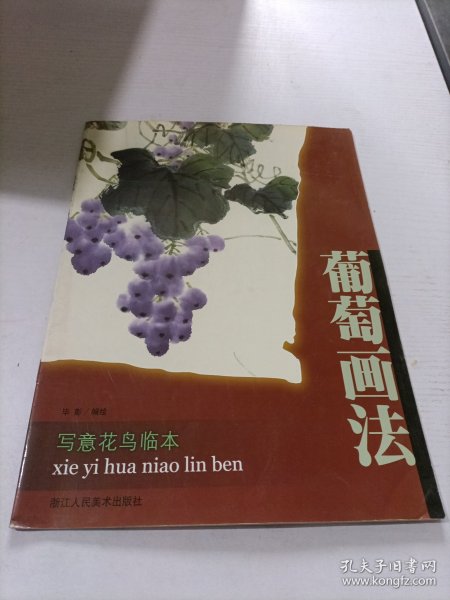 葡萄画法
毕彰 / 编绘
写意花鸟临本
xie yi hua niao lin ben
浙江人民美术出版社
孔夫子旧书网
www.kongfz.com